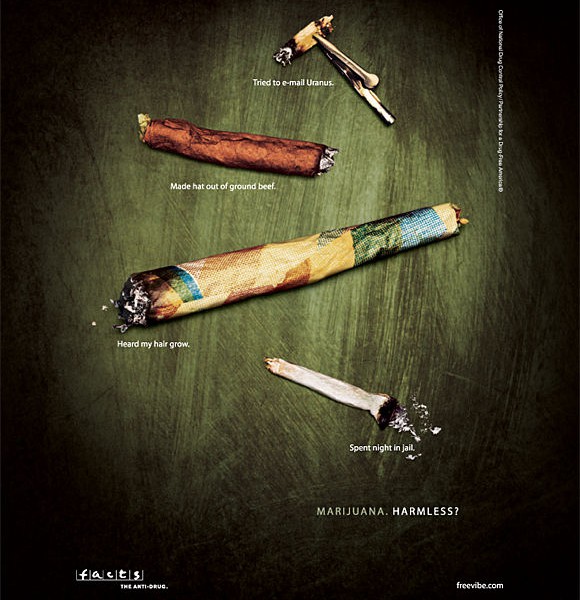 Office of National Drug Control Policy/Partnership for a Drug-Free America®
Tried to e-mail Uranus.
Made hat out of ground beef.
Heard my hair grow.
Spent night in jail.
MARIJUANA. HARMLESS?
facts
THE ANTI-DRUG.
freevibe.com